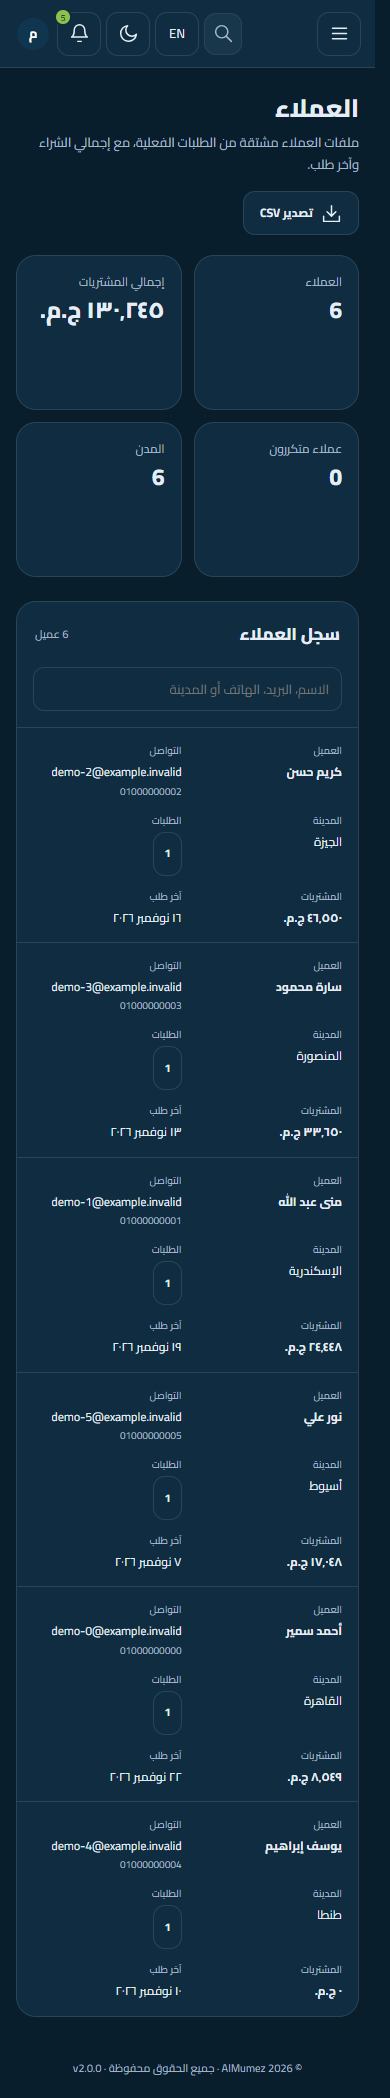 م
5
EN
العملاء
ملفات العملاء مشتقة من الطلبات الفعلية، مع إجمالي الشراء
وآخر طلب.
تصدير CSV
العملاء
6
إجمالي المشتريات
١٣٠٬٢٤٥ ج.م.
عملاء متكررون
0
المدن
6
سجل العملاء
6 عميل
الاسم، البريد، الهاتف أو المدينة
العميل
كريم حسن
التواصل
demo-2@example.invalid
01000000002
المدينة
الجيزة
الطلبات
1
المشتريات
٤٦٬٥٥٠ ج.م.
آخر طلب
١٦ نوفمبر ٢٠٢٦
العميل
سارة محمود
التواصل
demo-3@example.invalid
01000000003
المدينة
المنصورة
الطلبات
1
المشتريات
٣٣٬٦٥٠ ج.م.
آخر طلب
١٣ نوفمبر ٢٠٢٦
العميل
منى عبد الله
التواصل
demo-1@example.invalid
01000000001
المدينة
الإسكندرية
الطلبات
1
المشتريات
٢٤٬٤٤٨ ج.م.
آخر طلب
١٩ نوفمبر ٢٠٢٦
العميل
نور علي
التواصل
demo-5@example.invalid
01000000005
المدينة
أسيوط
الطلبات
1
المشتريات
١٧٬٠٤٨ ج.م.
آخر طلب
٧ نوفمبر ٢٠٢٦
العميل
أحمد سمير
التواصل
demo-0@example.invalid
01000000000
المدينة
القاهرة
الطلبات
1
المشتريات
٨٬٥٤٩ ج.م.
آخر طلب
٢٢ نوفمبر ٢٠٢٦
العميل
يوسف إبراهيم
التواصل
demo-4@example.invalid
01000000004
المدينة
طنطا
الطلبات
1
المشتريات
٠ ج.م.
آخر طلب
١٠ نوفمبر ٢٠٢٦
© 2026 AlMumez · جميع الحقوق محفوظة · v2.0.0